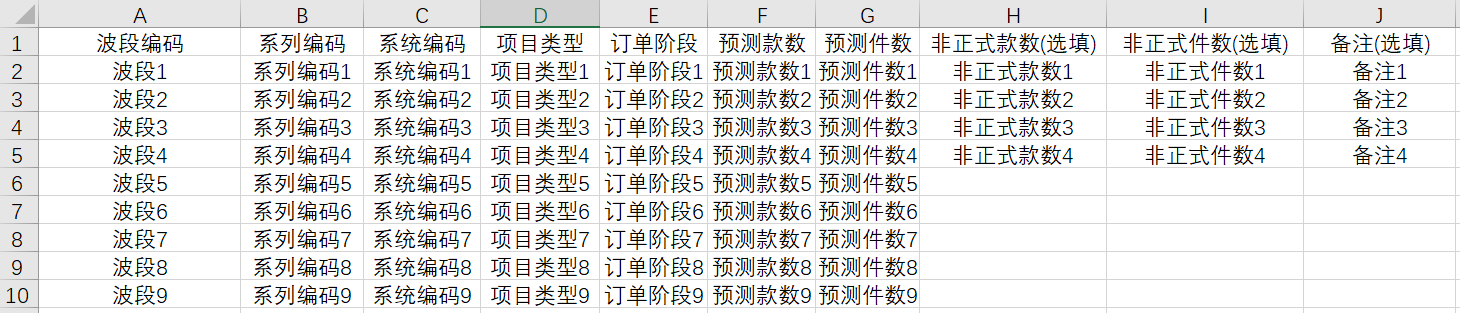 A B C D E F G H I J
1 波段编码 系列编码 系统编码 项目类型 订单阶段 预测款数 预测件数 非正式款数(选填) 非正式件数(选填) 备注(选填)
2 波段1 系列编码1 系统编码1 项目类型1 订单阶段1 预测款数1 预测件数1 非正式款数1 非正式件数1 备注1
3 波段2 系列编码2 系统编码2 项目类型2 订单阶段2 预测款数2 预测件数2 非正式款数2 非正式件数2 备注2
4 波段3 系列编码3 系统编码3 项目类型3 订单阶段3 预测款数3 预测件数3 非正式款数3 非正式件数3 备注3
5 波段4 系列编码4 系统编码4 项目类型4 订单阶段4 预测款数4 预测件数4 非正式款数4 非正式件数4 备注4
6 波段5 系列编码5 系统编码5 项目类型5 订单阶段5 预测款数5 预测件数5
7 波段6 系列编码6 系统编码6 项目类型6 订单阶段6 预测款数6 预测件数6
8 波段7 系列编码7 系统编码7 项目类型7 订单阶段7 预测款数7 预测件数7
9 波段8 系列编码8 系统编码8 项目类型8 订单阶段8 预测款数8 预测件数8
10 波段9 系列编码9 系统编码9 项目类型9 订单阶段9 预测款数9 预测件数9